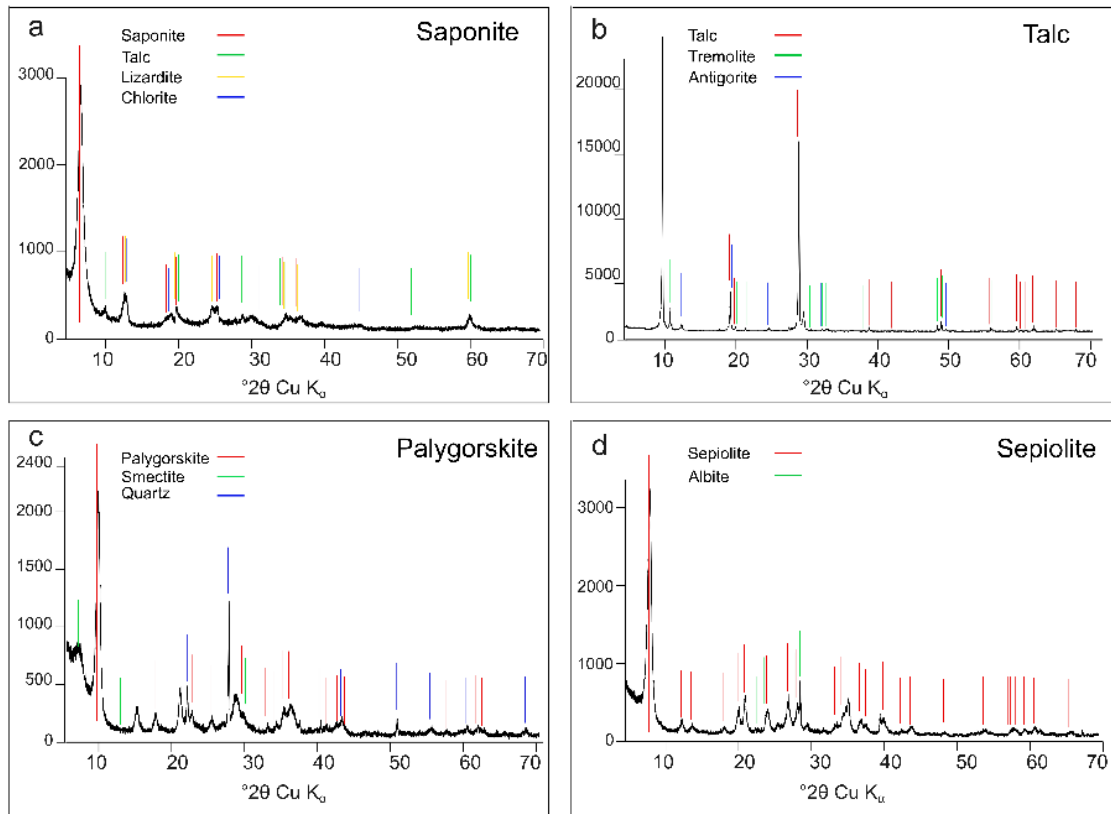 a
Saponite
Saponite
Talc
Lizardite
Chlorite
3000
2000
1000
0
10 20 30 40 50 60 70
°2θ Cu Kα
b
Talc
Talc
Tremolite
Antigorite
20000
15000
10000
5000
0
10 20 30 40 50 60 70
°2θ Cu Kα
c
Palygorskite
Palygorskite
Smectite
Quartz
2400
2000
1500
1000
500
0
10 20 30 40 50 60 70
°2θ Cu Kα
d
Sepiolite
Sepiolite
Albite
3000
2000
1000
0
10 20 30 40 50 60 70
°2θ Cu Kα